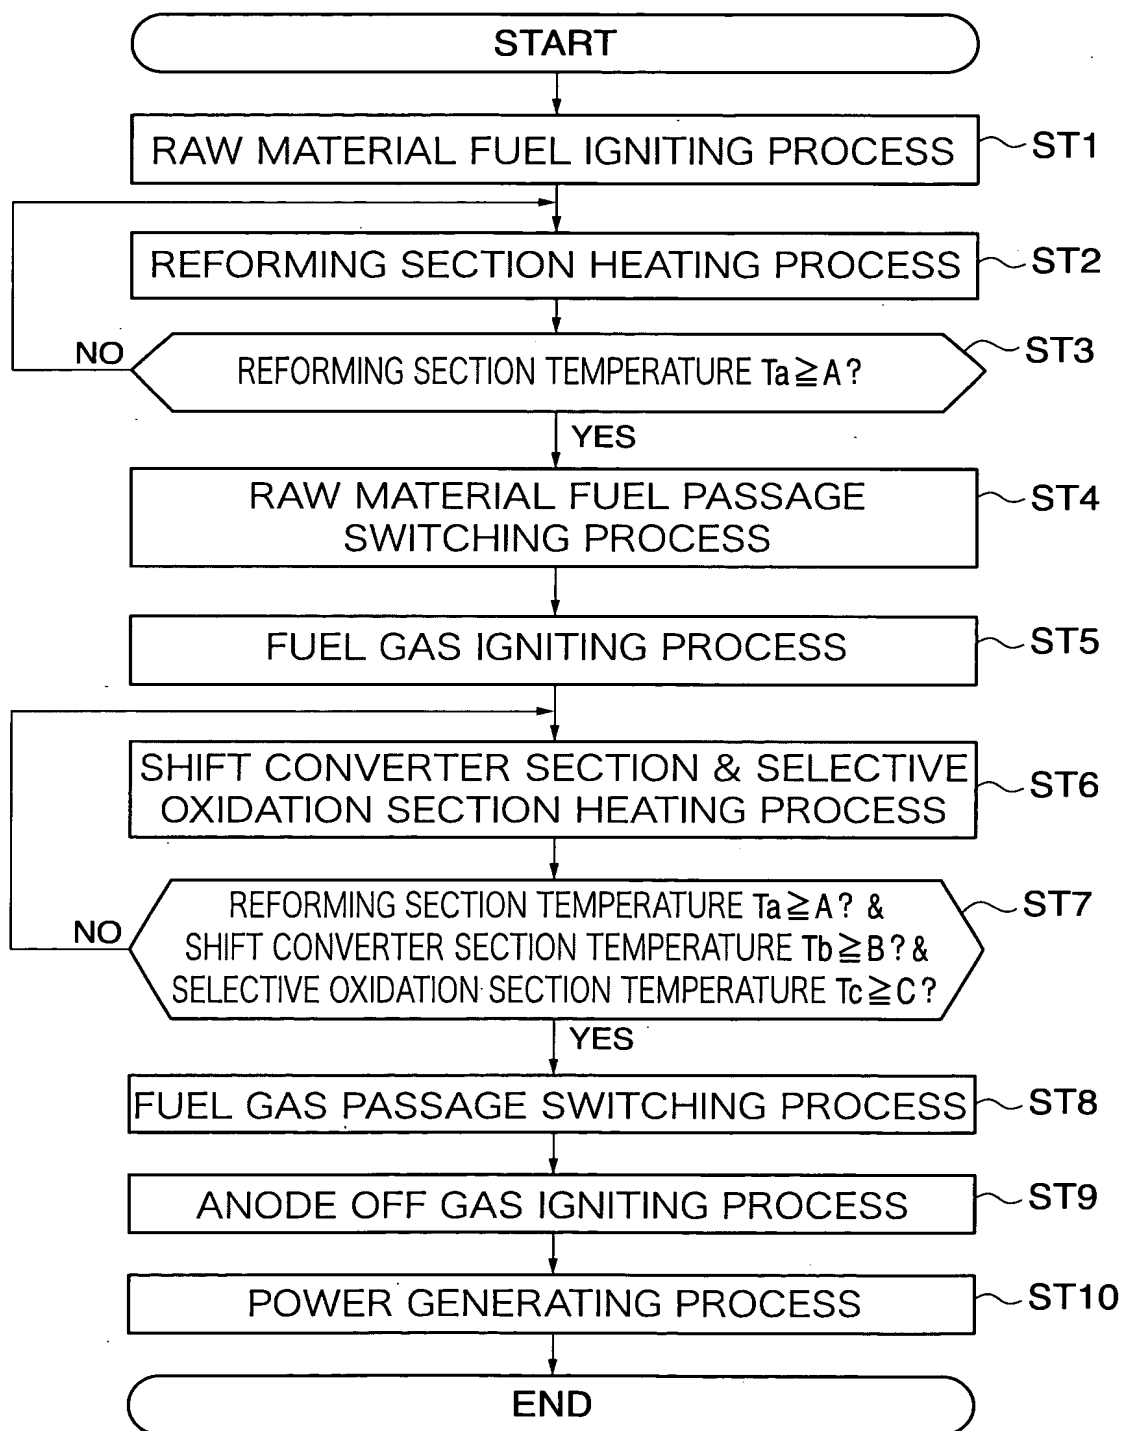 START
RAW MATERIAL FUEL IGNITING PROCESS
ST1
REFORMING SECTION HEATING PROCESS
ST2
NO
REFORMING SECTION TEMPERATURE Ta≧A?
ST3
YES
RAW MATERIAL FUEL PASSAGE
SWITCHING PROCESS
ST4
FUEL GAS IGNITING PROCESS
ST5
SHIFT CONVERTER SECTION & SELECTIVE
OXIDATION SECTION HEATING PROCESS
ST6
NO
REFORMING SECTION TEMPERATURE Ta≧A? &
SHIFT CONVERTER SECTION TEMPERATURE Tb≧B?&
SELECTIVE OXIDATION SECTION TEMPERATURE Tc≧C?
ST7
YES
FUEL GAS PASSAGE SWITCHING PROCESS
ST8
ANODE OFF GAS IGNITING PROCESS
ST9
POWER GENERATING PROCESS
ST10
END